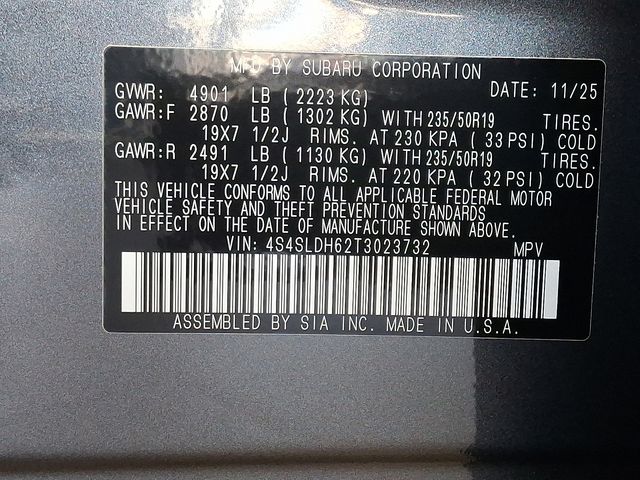 MFD BY SUBARU CORPORATION
GVWR: 4901 LB (2223 KG) DATE: 11/25
GAWR:F 2870 LB (1302 KG) WITH 235/50R19 TIRES.
19X7 1/2J RIMS. AT 230 KPA (33 PSI) COLD
GAWR:R 2491 LB (1130 KG) WITH 235/50R19 TIRES.
19X7 1/2J RIMS. AT 220 KPA (32 PSI) COLD
THIS VEHICLE CONFORMS TO ALL APPLICABLE FEDERAL MOTOR
VEHICLE SAFETY AND THEFT PREVENTION STANDARDS
IN EFFECT ON THE DATE OF MANUFACTURE SHOWN ABOVE.
VIN: 4S4SLDH62T3023732 MPV
ASSEMBLED BY SIA INC. MADE IN U.S.A.